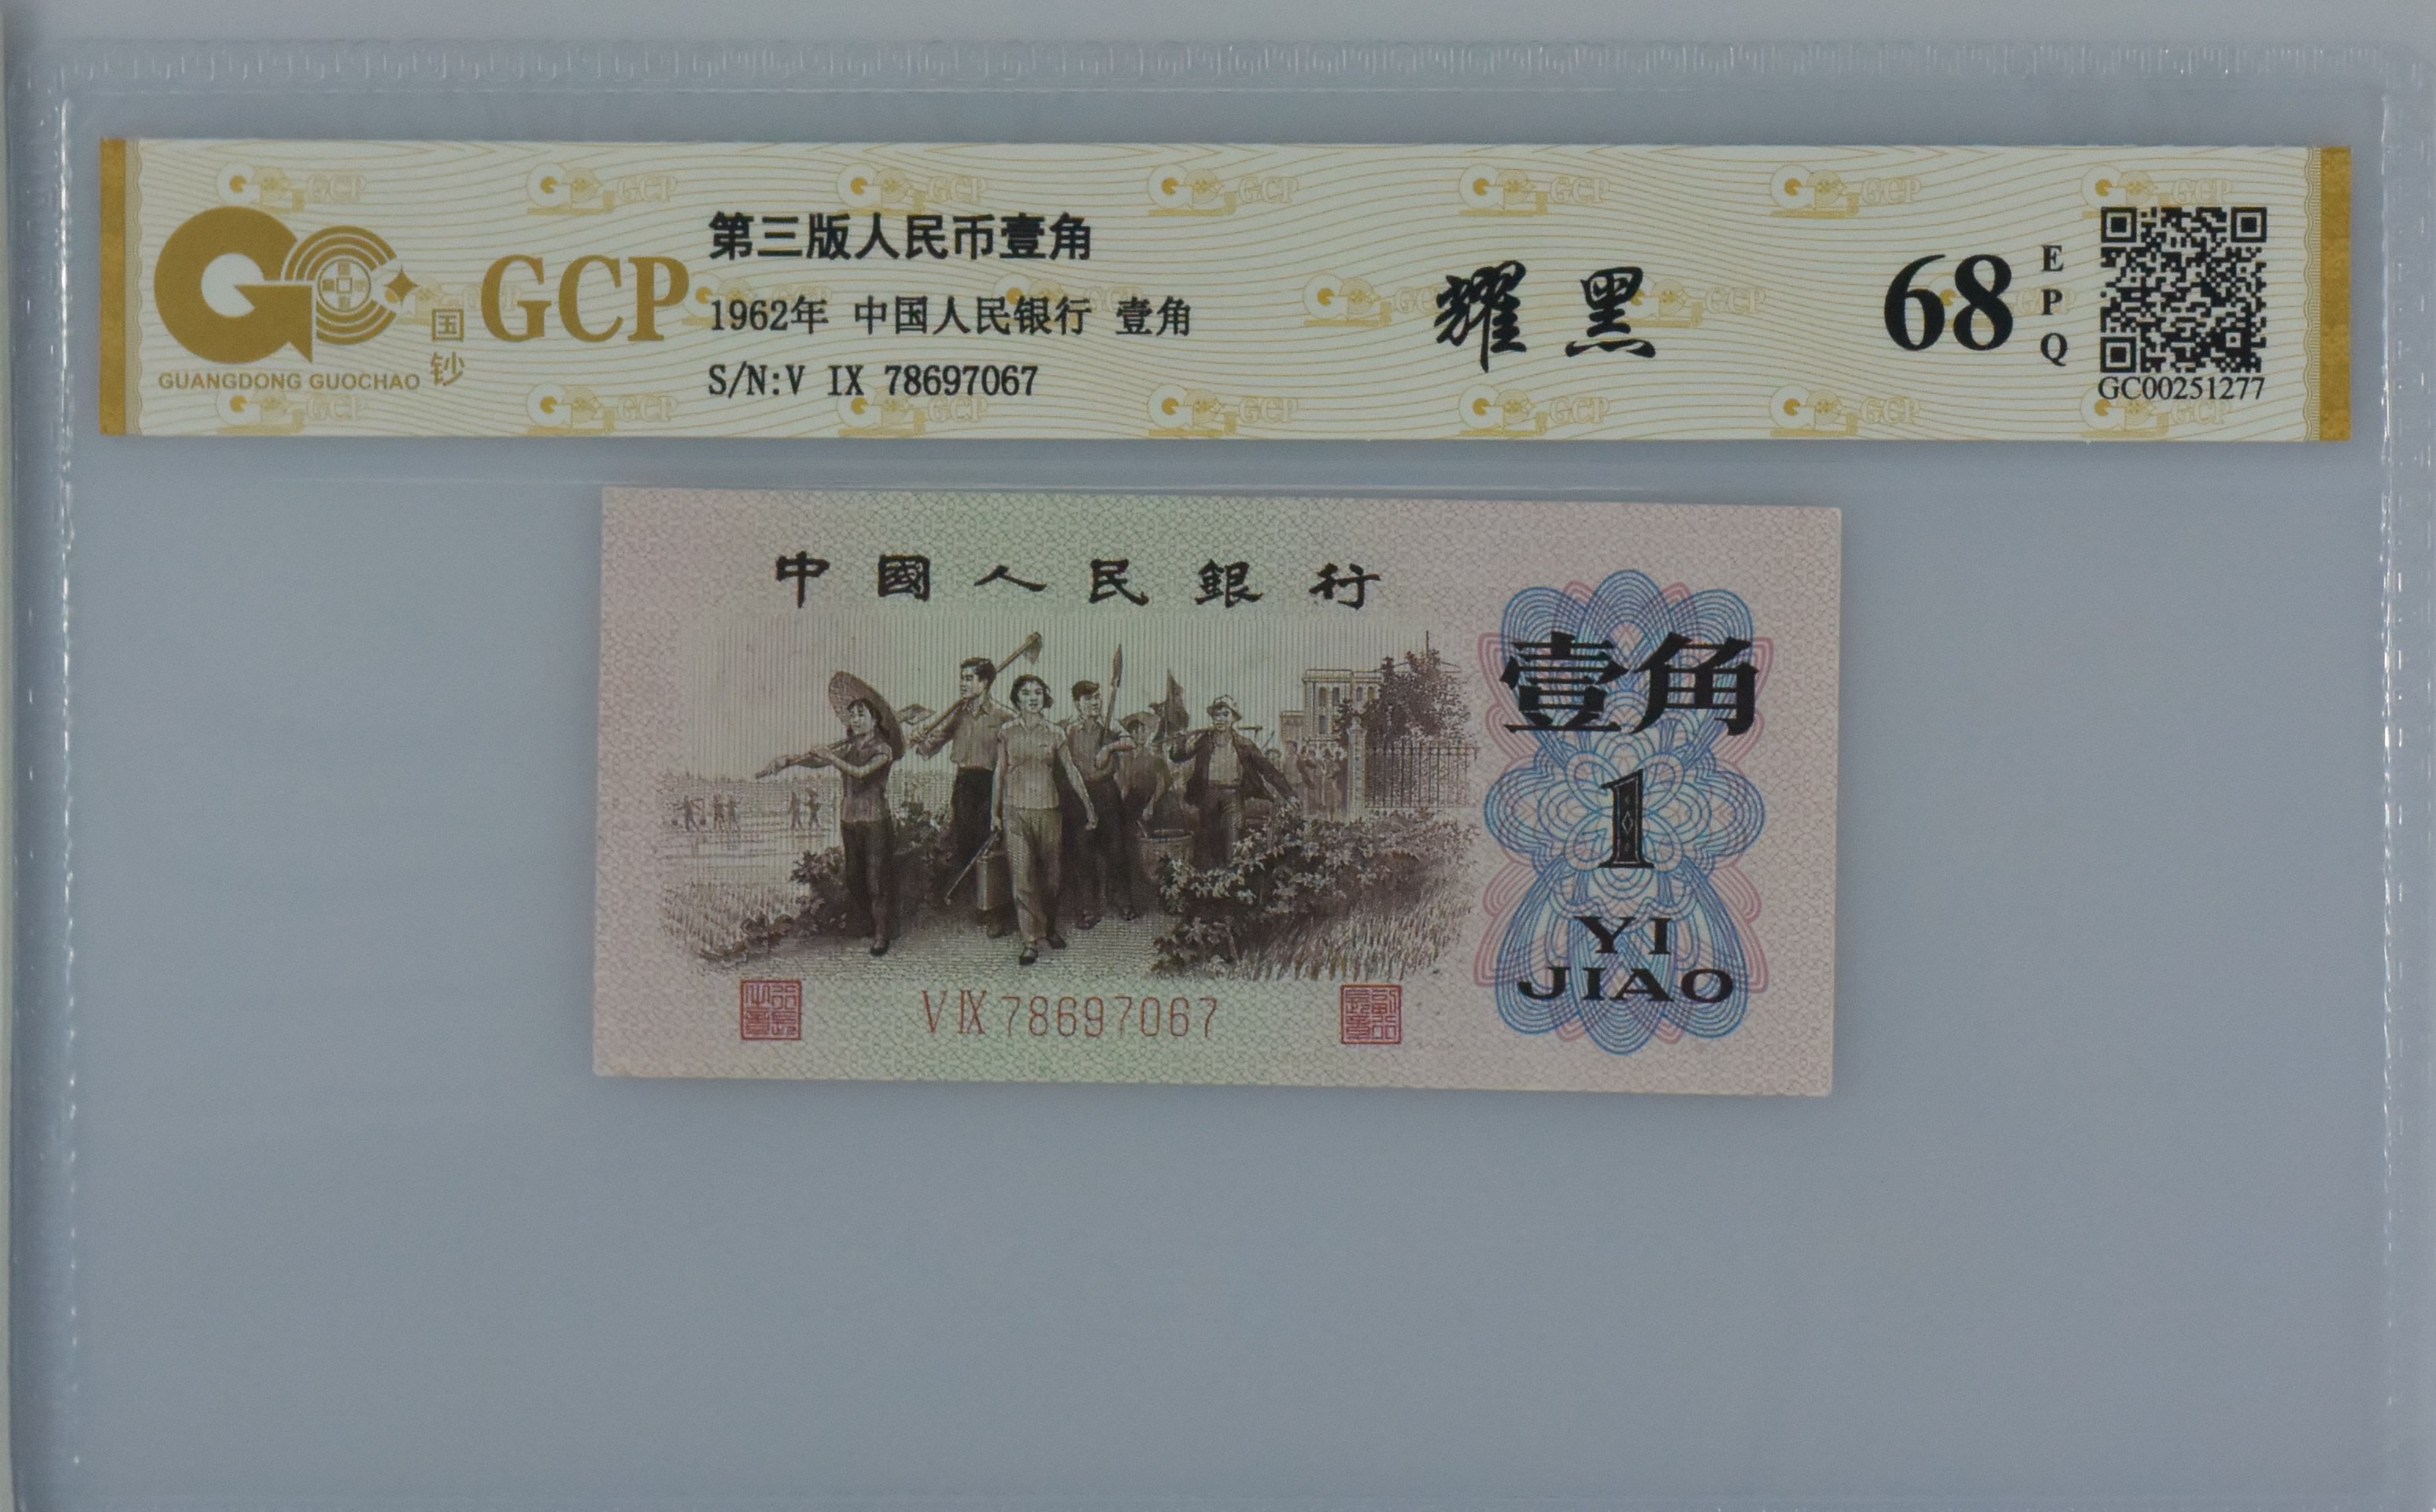 GCP
国钞
GUANGDONG GUOCHAO
第三版人民币壹角
1962年 中国人民银行 壹角
S/N:V IX 78697067
耀黑
68
EPQ
GC00251277
中國人民銀行
壹角
1
YI
JIAO
V IX 78697067